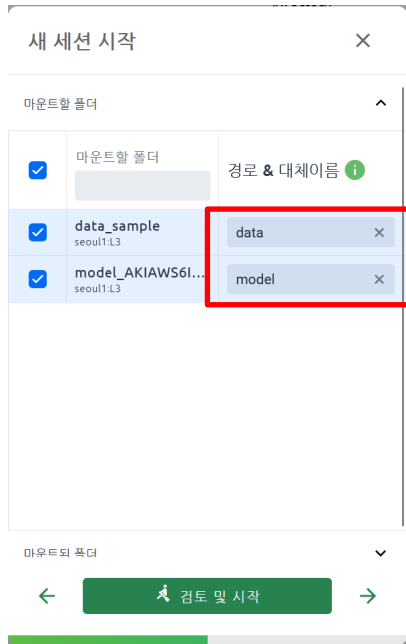 새 세션 시작
마운트할 폴더
마운트할 폴더
경로 & 대체이름
data_sample
seoul1:L3
data
model_AKIAWS6I...
seoul1:L3
model
마운트된 폴더
검토 및 시작